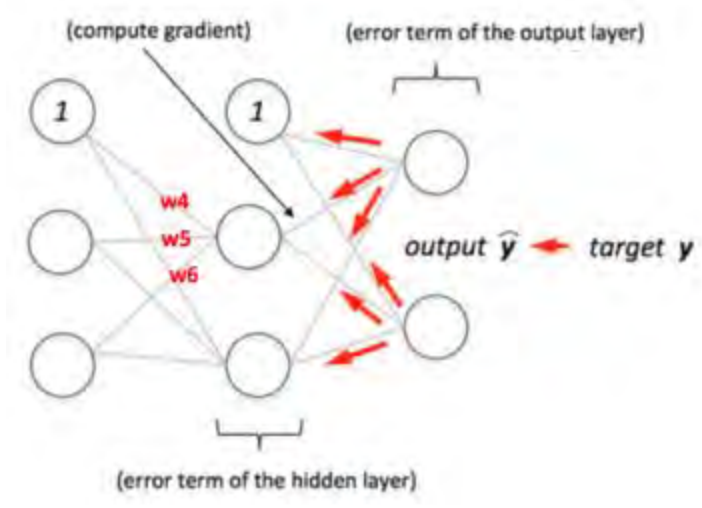 (compute gradient)
(error term of the output layer)
1
1
w4
w5
w6
output ŷ
target y
(error term of the hidden layer)